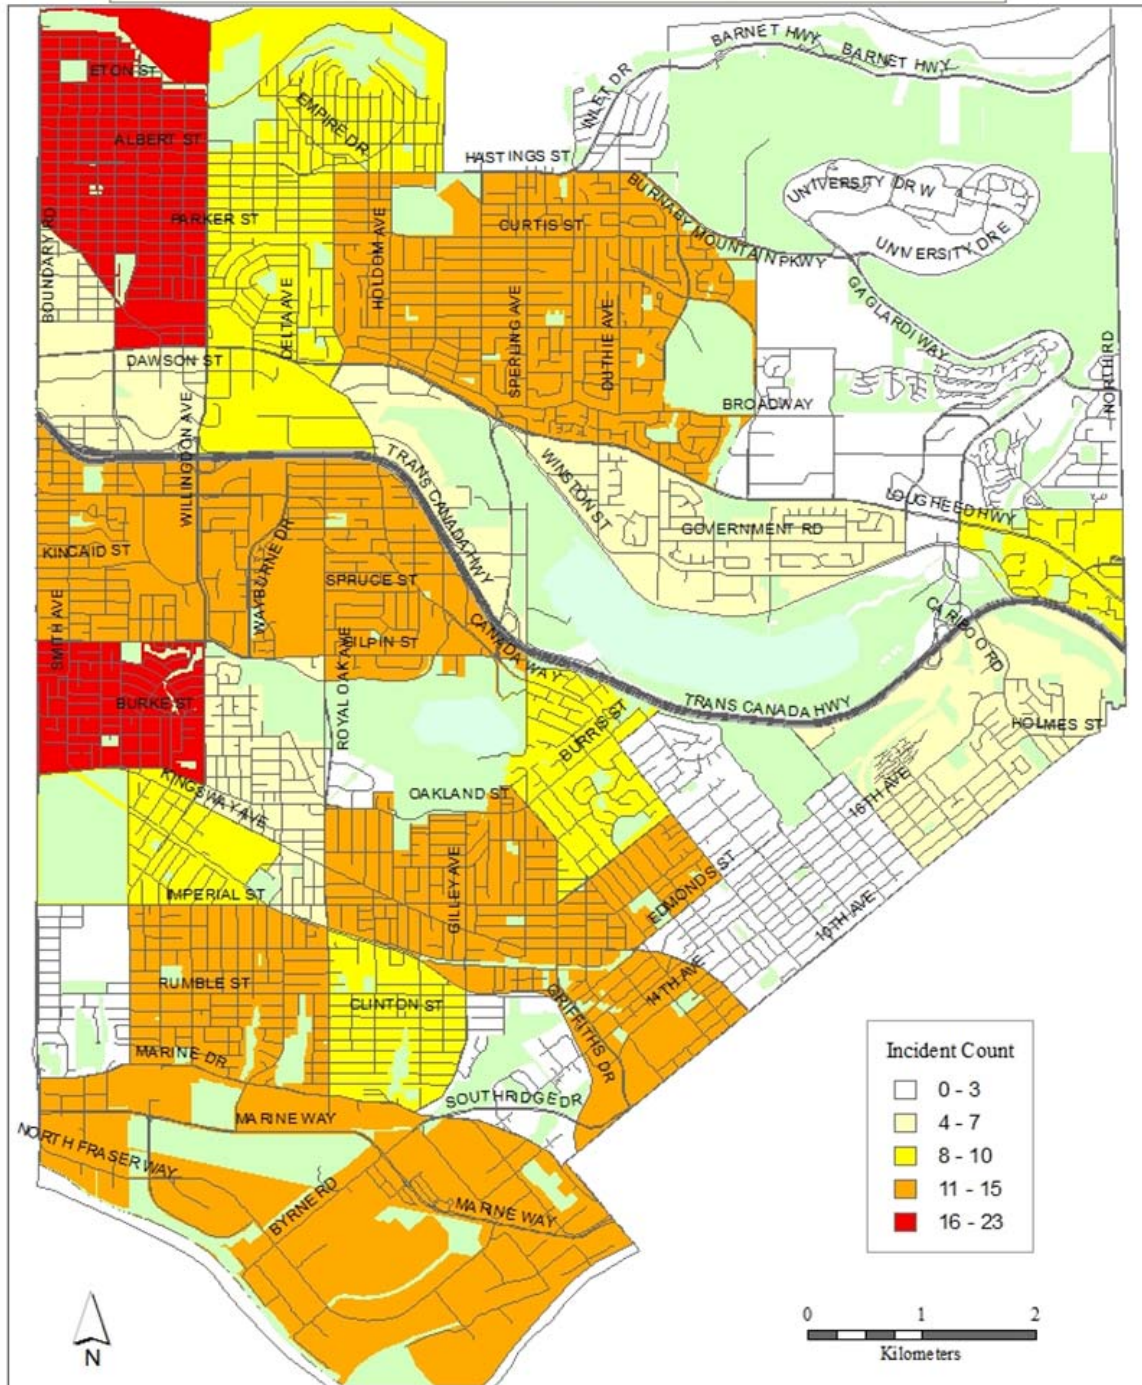 BARNET HWY
BARNET HWY
ETON ST
INLET DR
EMPIRE DR
ALBERT ST
HASTINGS ST
UNIVERSITY DR W
BURNABY MOUNTAIN PKWY
PARKER ST
CURTIS ST
UNIVERSITY DR E
BOUNDARY RD
HOLDOM AVE
GAGLARDI WAY
DELTA AVE
SPERLING AVE
DUTHIE AVE
DAWSON ST
NORTH RD
BROADWAY
WILLINGDON AVE
TRANS CANADA HWY
WINSTON ST
LOUGHEED HWY
GOVERNMENT RD
KINCAID ST
WAYBURNE DR
SPRUCE ST
SMITH AVE
GILPIN ST
CANADA WAY
CARIBOO RD
ROYAL OAK AVE
BURKE ST
TRANS CANADA HWY
BURRIS ST
HOLMES ST
KINGSWAY AVE
OAKLAND ST
16TH AVE
IMPERIAL ST
GILLEY AVE
EDMONDS ST
10TH AVE
RUMBLE ST
14TH AVE
CLINTON ST
GRIFFITHS DR
MARINE DR
SOUTHRIDGE DR
MARINE WAY
NORTH FRASER WAY
BYRNE RD
MARINE WAY
Incident Count
0 - 3
4 - 7
8 - 10
11 - 15
16 - 23
0 1 2
Kilometers
N